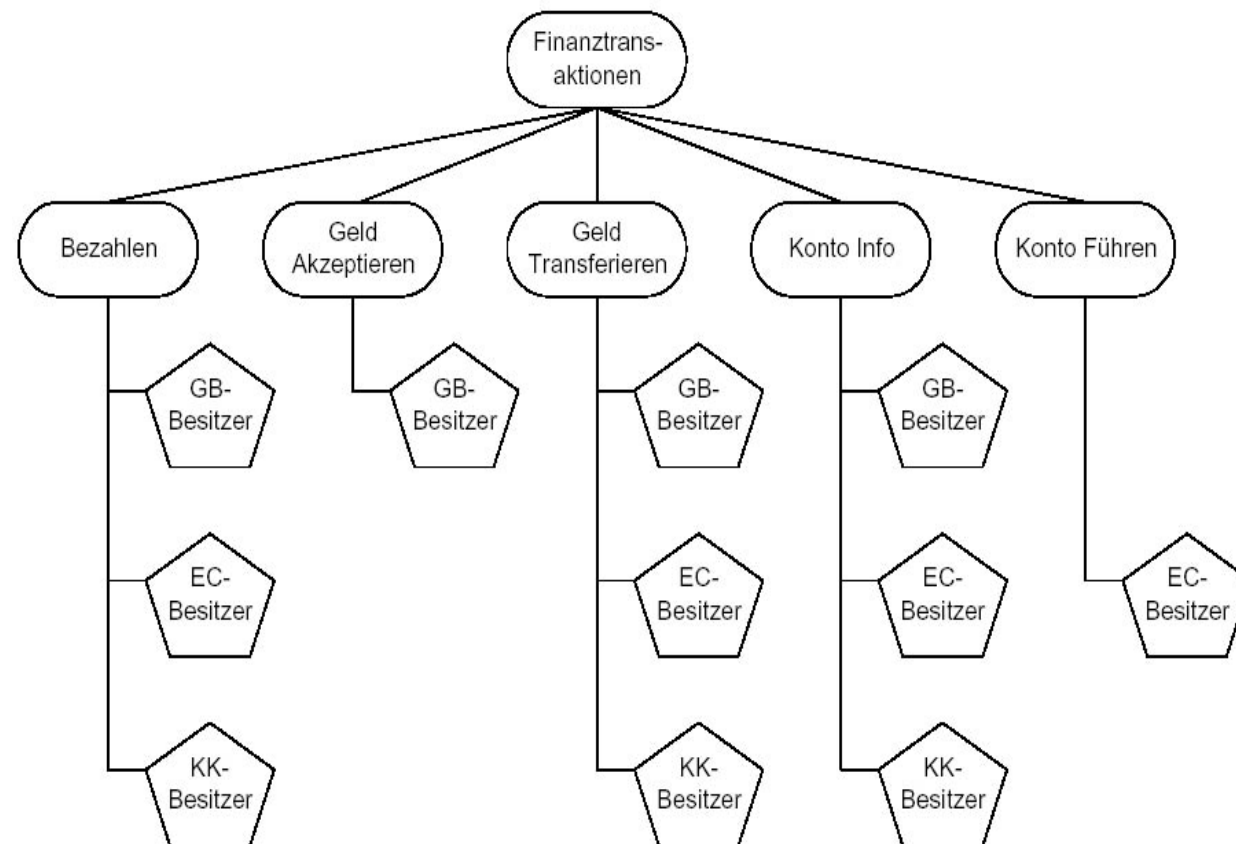 Finanztrans-
aktionen
Bezahlen
Geld
Akzeptieren
Geld
Transferieren
Konto Info
Konto Führen
GB-
Besitzer
GB-
Besitzer
GB-
Besitzer
GB-
Besitzer
EC-
Besitzer
EC-
Besitzer
EC-
Besitzer
EC-
Besitzer
KK-
Besitzer
KK-
Besitzer
KK-
Besitzer